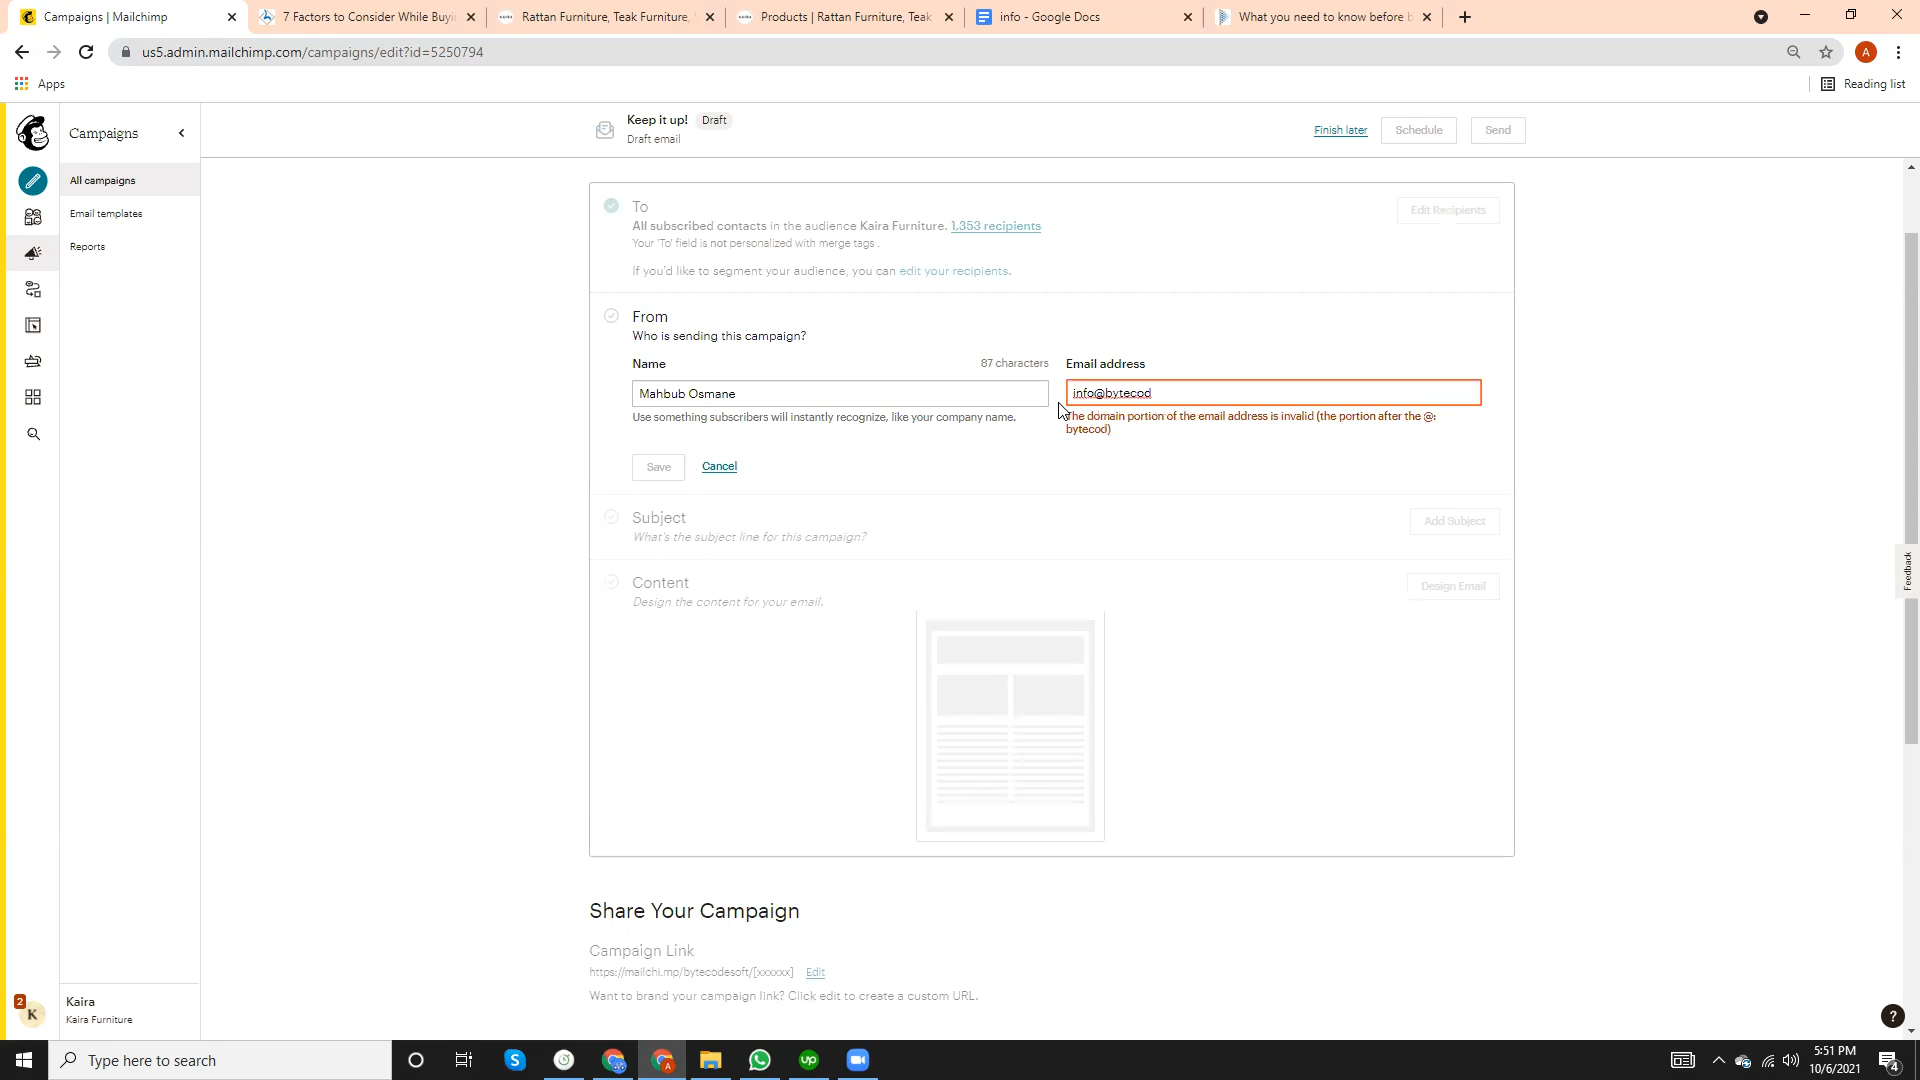 Campaigns | Mailchimp
7 Factors to Consider While Buyi
Rattan Furniture, Teak Furniture,
Products | Rattan Furniture, Teak
info - Google Docs
What you need to know before b
us5.admin.mailchimp.com/campaigns/edit?id=5250794
A
Apps
Reading list
Campaigns
Keep it up! Draft
Draft email
Finish later
Schedule
Send
All campaigns
Email templates
Reports
To
Edit Recipients
All subscribed contacts in the audience Kaira Furniture. 1,353 recipients
Your 'To' field is not personalized with merge tags .
If you'd like to segment your audience, you can edit your recipients.
From
Who is sending this campaign?
Name
87 characters
Email address
Mahbub Osmane
info@bytecod
Use something subscribers will instantly recognize, like your company name.
The domain portion of the email address is invalid (the portion after the @:
bytecod)
Save
Cancel
Subject
What's the subject line for this campaign?
Add Subject
Content
Design the content for your email.
Design Email
Feedback
Share Your Campaign
Campaign Link
https://mailchi.mp/bytecodesoft/[xxxxxx] Edit
Want to brand your campaign link? Click edit to create a custom URL.
2
K
Kaira
Kaira Furniture
?
Type here to search
S
A
up
5:51 PM
10/6/2021
4